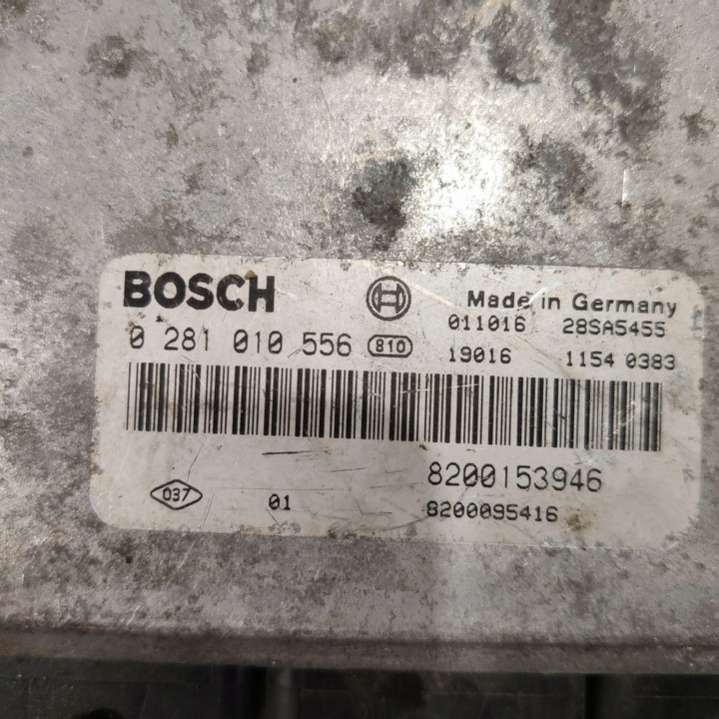 BOSCH
Made in Germany
0 281 010 556 810
011016 28SA5455
19016 1154 0383
8200153946
037 01
8200095416